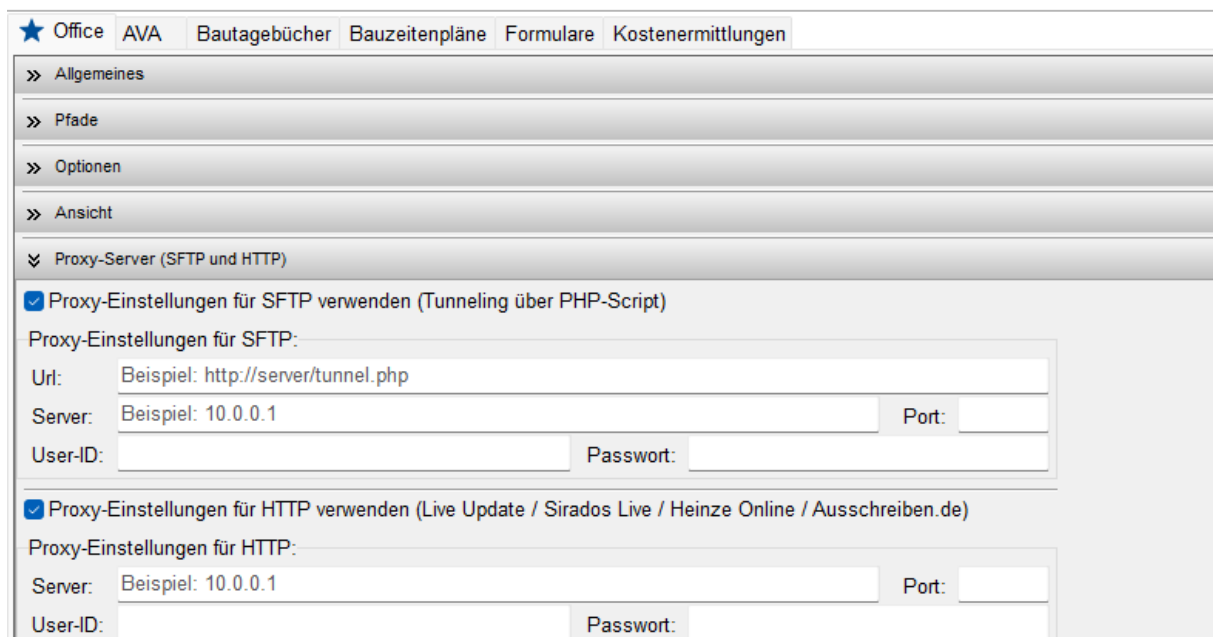 Office AVA Bautagebücher Bauzeitenpläne Formulare Kostenermittlungen
Allgemeines
Pfade
Optionen
Ansicht
Proxy-Server (SFTP und HTTP)
Proxy-Einstellungen für SFTP verwenden (Tunneling über PHP-Script)
Proxy-Einstellungen für SFTP:
Url: Beispiel: http://server/tunnel.php
Server: Beispiel: 10.0.0.1 Port:
User-ID: Passwort:
Proxy-Einstellungen für HTTP verwenden (Live Update / Sirados Live / Heinze Online / Ausschreiben.de)
Proxy-Einstellungen für HTTP:
Server: Beispiel: 10.0.0.1 Port:
User-ID: Passwort: